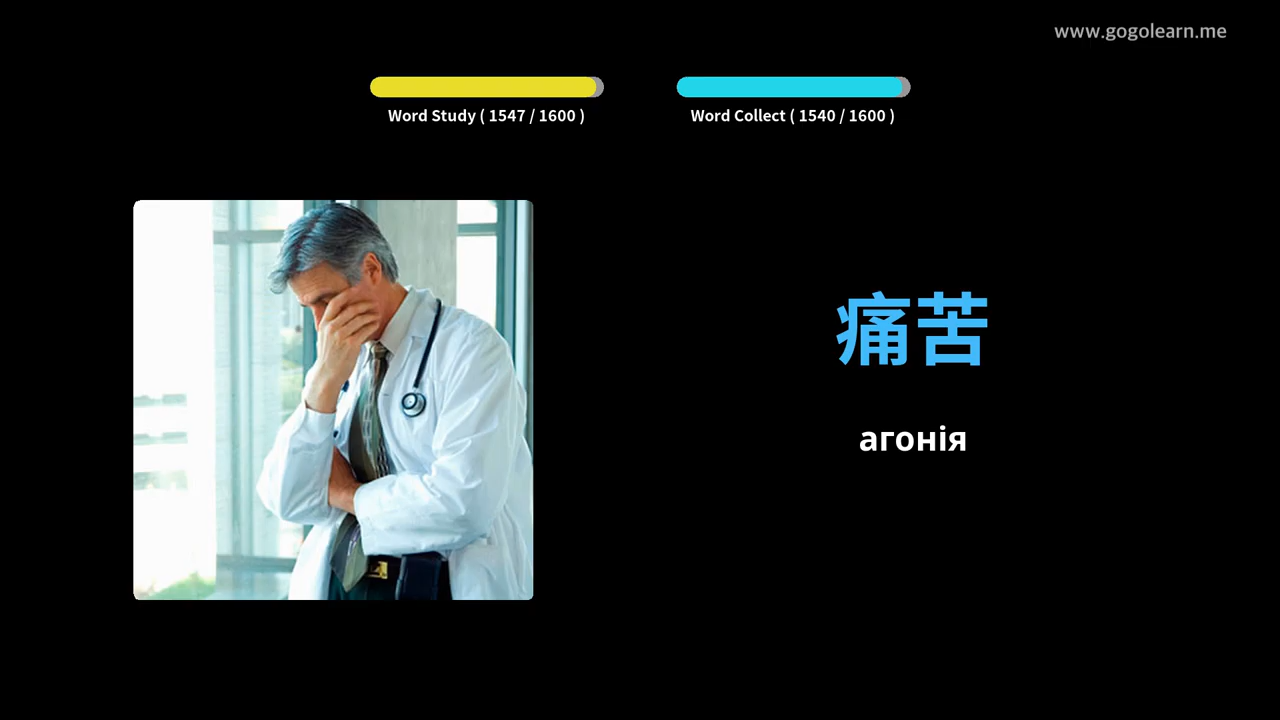 www.gogolearn.me
Word Study ( 1547 / 1600 )
Word Collect ( 1540 / 1600 )
痛苦
агонія